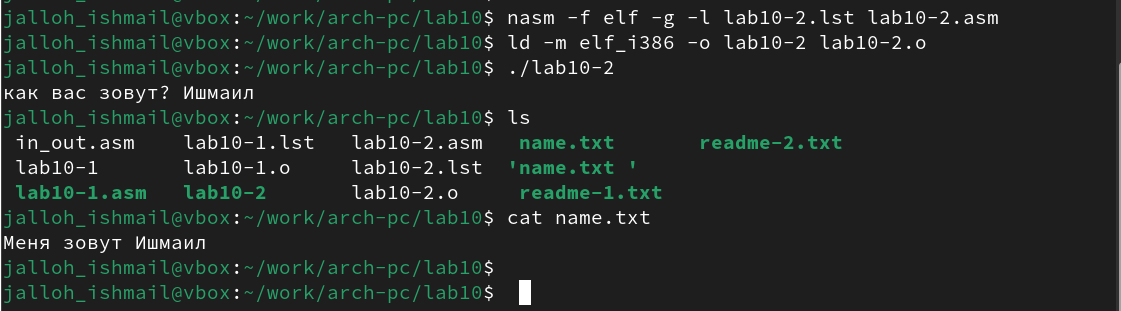 jalloh_ishmail@vbox:~/work/arch-pc/lab10$ nasm -f elf -g -l lab10-2.lst lab10-2.asm
jalloh_ishmail@vbox:~/work/arch-pc/lab10$ ld -m elf_i386 -o lab10-2 lab10-2.o
jalloh_ishmail@vbox:~/work/arch-pc/lab10$ ./lab10-2
как вас зовут? Ишмаил
jalloh_ishmail@vbox:~/work/arch-pc/lab10$ ls
in_out.asm lab10-1.lst lab10-2.asm name.txt readme-2.txt
lab10-1 lab10-1.o lab10-2.lst 'name.txt '
lab10-1.asm lab10-2 lab10-2.o readme-1.txt
jalloh_ishmail@vbox:~/work/arch-pc/lab10$ cat name.txt
Меня зовут Ишмаил
jalloh_ishmail@vbox:~/work/arch-pc/lab10$
jalloh_ishmail@vbox:~/work/arch-pc/lab10$